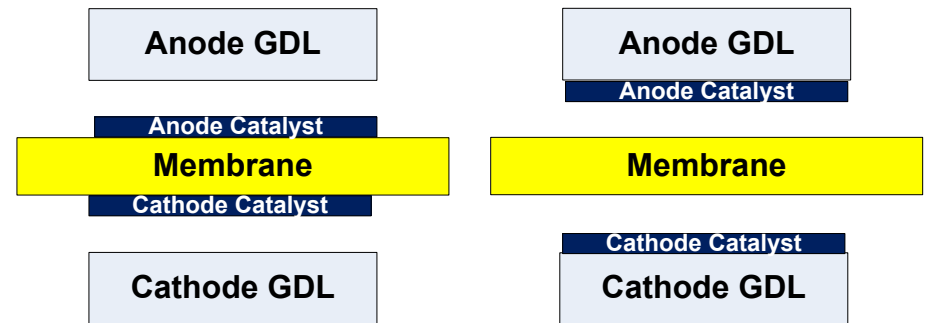 Anode GDL
Anode Catalyst
Membrane
Cathode Catalyst
Cathode GDL
Anode GDL
Anode Catalyst
Membrane
Cathode Catalyst
Cathode GDL